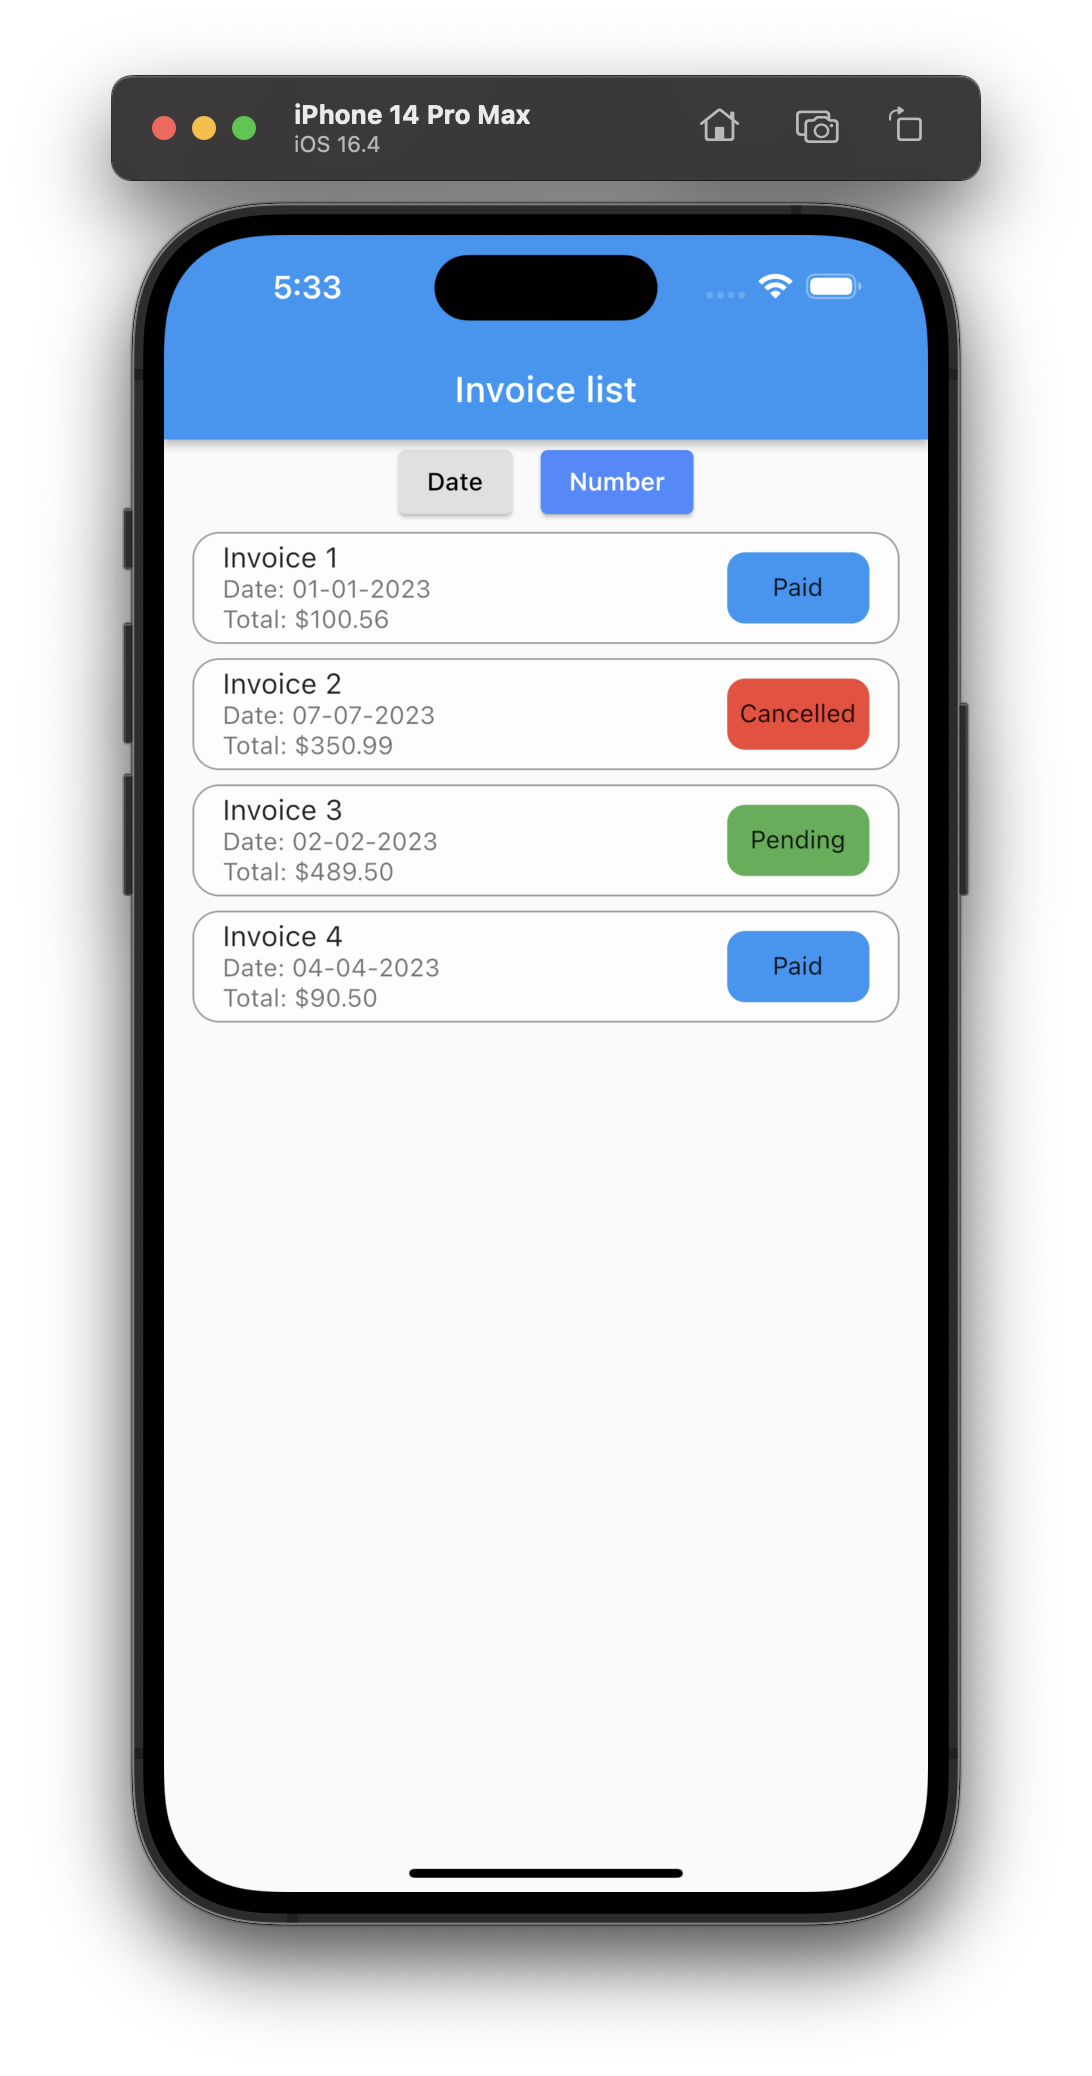 iPhone 14 Pro Max
iOS 16.4
5:33
Invoice list
Date Number
Invoice 1
Date: 01-01-2023
Total: $100.56
Paid
Invoice 2
Date: 07-07-2023
Total: $350.99
Cancelled
Invoice 3
Date: 02-02-2023
Total: $489.50
Pending
Invoice 4
Date: 04-04-2023
Total: $90.50
Paid